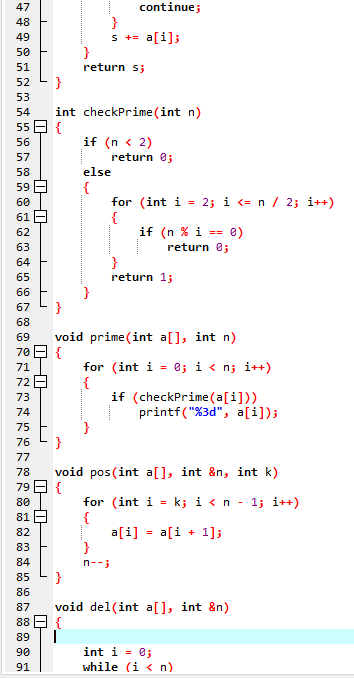 47 continue;
48 }
49 s += a[i];
50 }
51 return s;
52 }
53
54 int checkPrime(int n)
55 {
56 if (n < 2)
57 return 0;
58 else
59 {
60 for (int i = 2; i <= n / 2; i++)
61 {
62 if (n % i == 0)
63 return 0;
64 }
65 return 1;
66 }
67 }
68
69 void prime(int a[], int n)
70 {
71 for (int i = 0; i < n; i++)
72 {
73 if (checkPrime(a[i]))
74 printf("%3d", a[i]);
75 }
76 }
77
78 void pos(int a[], int &n, int k)
79 {
80 for (int i = k; i < n - 1; i++)
81 {
82 a[i] = a[i + 1];
83 }
84 n--;
85 }
86
87 void del(int a[], int &n)
88 {
89
90 int i = 0;
91 while (i < n)